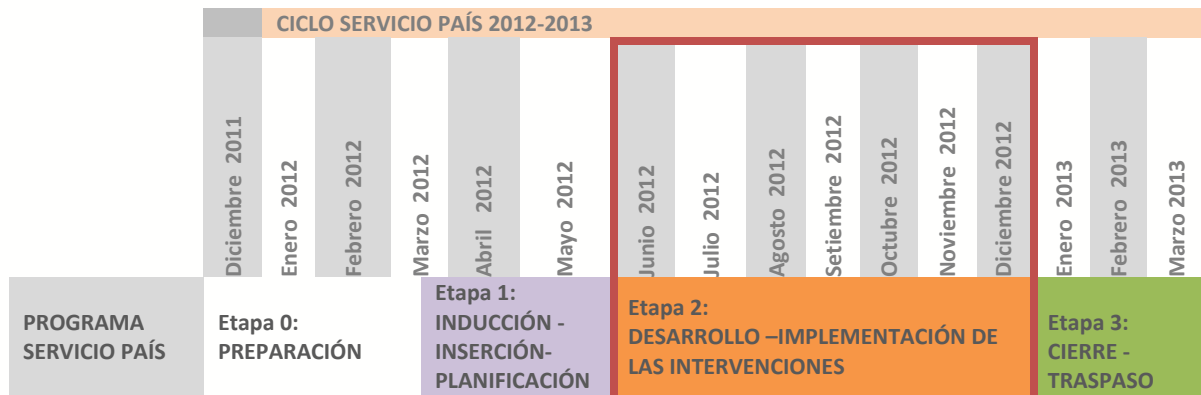 CICLO SERVICIO PAÍS 2012-2013
Diciembre 2011
Enero 2012
Febrero 2012
Marzo 2012
Abril 2012
Mayo 2012
Junio 2012
Julio 2012
Agosto 2012
Setiembre 2012
Octubre 2012
Noviembre 2012
Diciembre 2012
Enero 2013
Febrero 2013
Marzo 2013
PROGRAMA
SERVICIO PAÍS
Etapa 0:
PREPARACIÓN
Etapa 1:
INDUCCIÓN -
INSERCIÓN-
PLANIFICACIÓN
Etapa 2:
DESARROLLO –IMPLEMENTACIÓN DE
LAS INTERVENCIONES
Etapa 3:
CIERRE -
TRASPASO